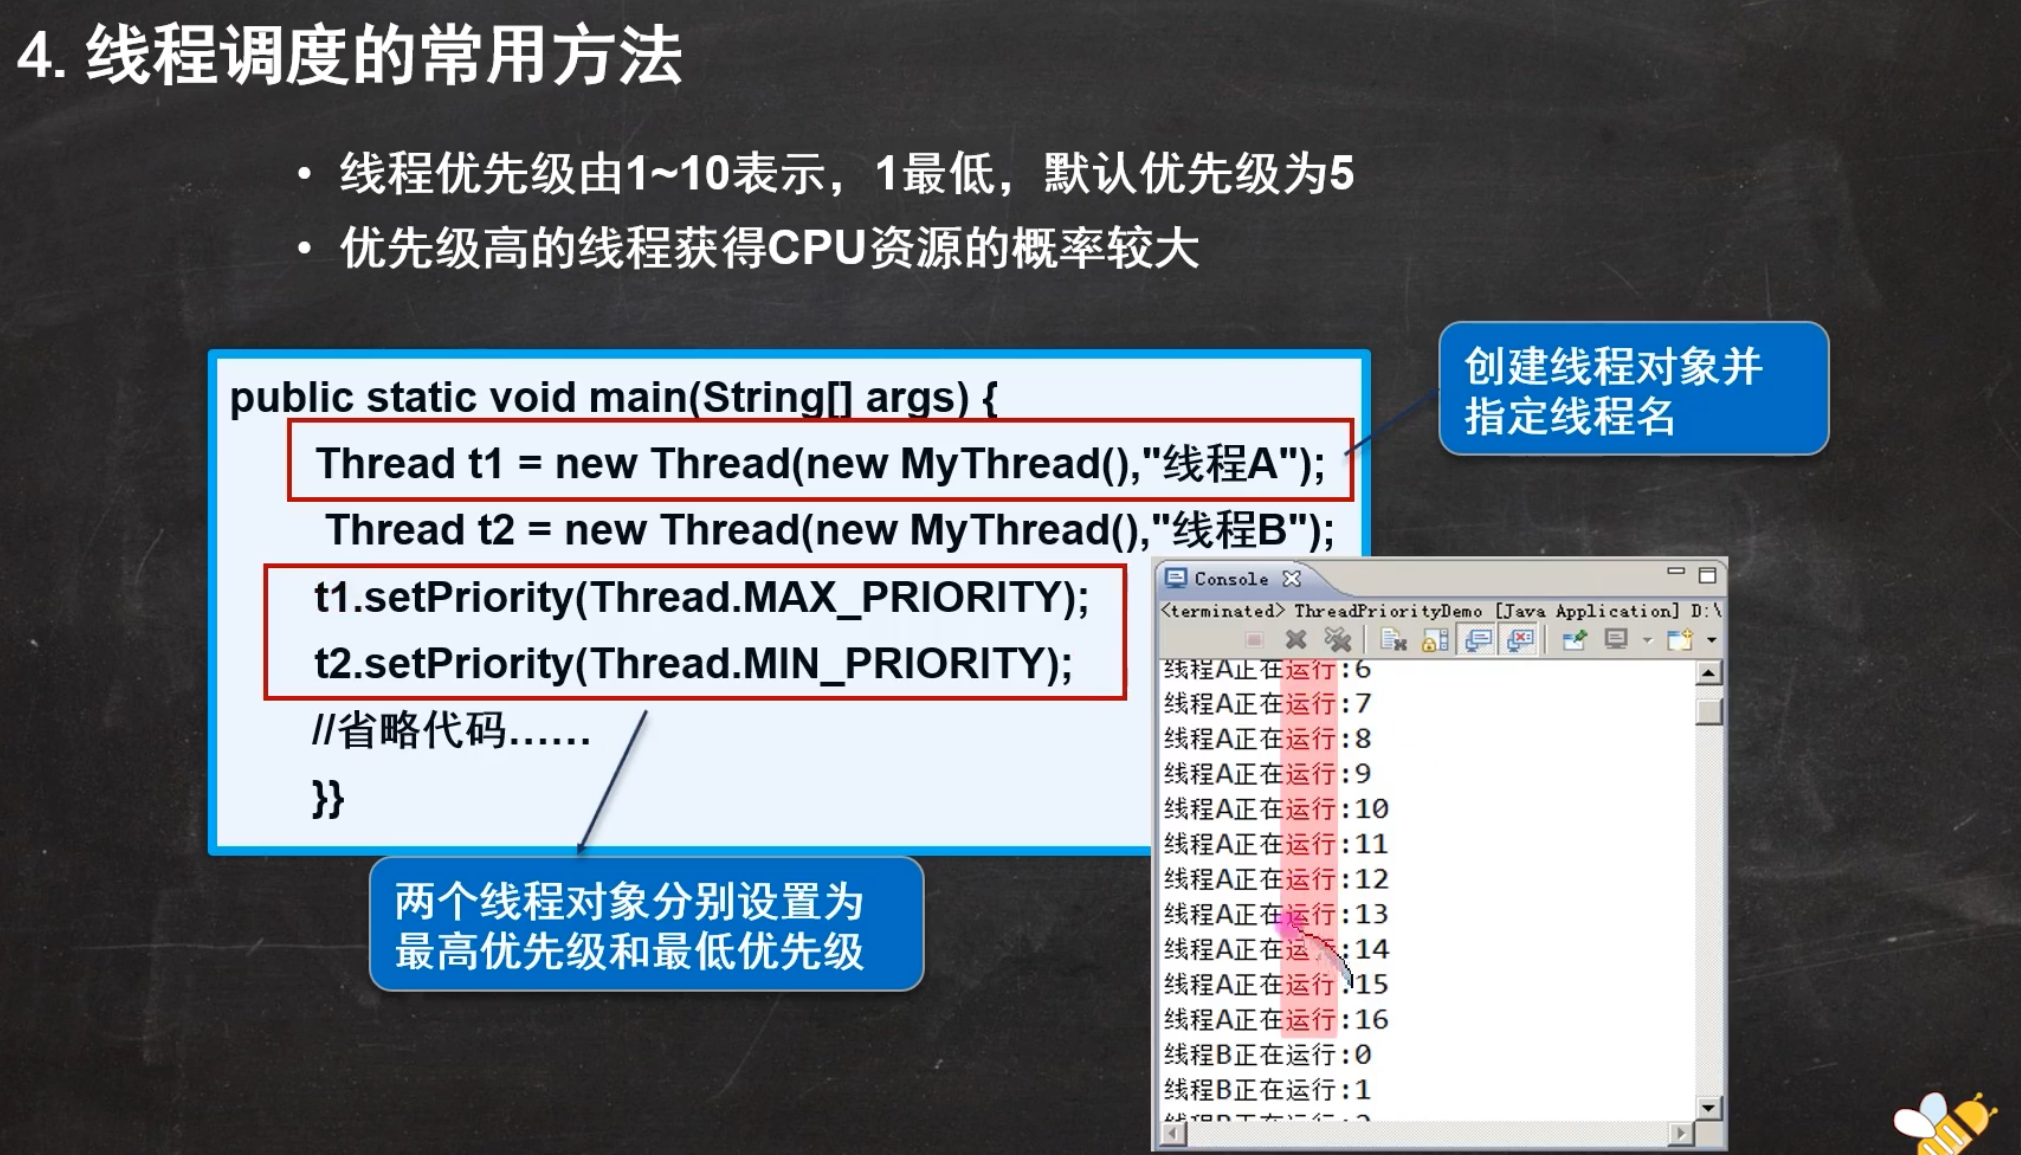 4. 线程调度的常用方法
• 线程优先级由1~10表示，1最低，默认优先级为5
• 优先级高的线程获得CPU资源的概率较大
创建线程对象并
指定线程名
public static void main(String[] args) {
Thread t1 = new Thread(new MyThread(),"线程A");
Thread t2 = new Thread(new MyThread(),"线程B");
t1.setPriority(Thread.MAX_PRIORITY);
t2.setPriority(Thread.MIN_PRIORITY);
//省略代码……
}}
两个线程对象分别设置为
最高优先级和最低优先级
Console
<terminated> ThreadPriorityDemo [Java Application] D:\
线程A正在运行:6
线程A正在运行:7
线程A正在运行:8
线程A正在运行:9
线程A正在运行:10
线程A正在运行:11
线程A正在运行:12
线程A正在运行:13
线程A正在运行:14
线程A正在运行:15
线程A正在运行:16
线程B正在运行:0
线程B正在运行:1